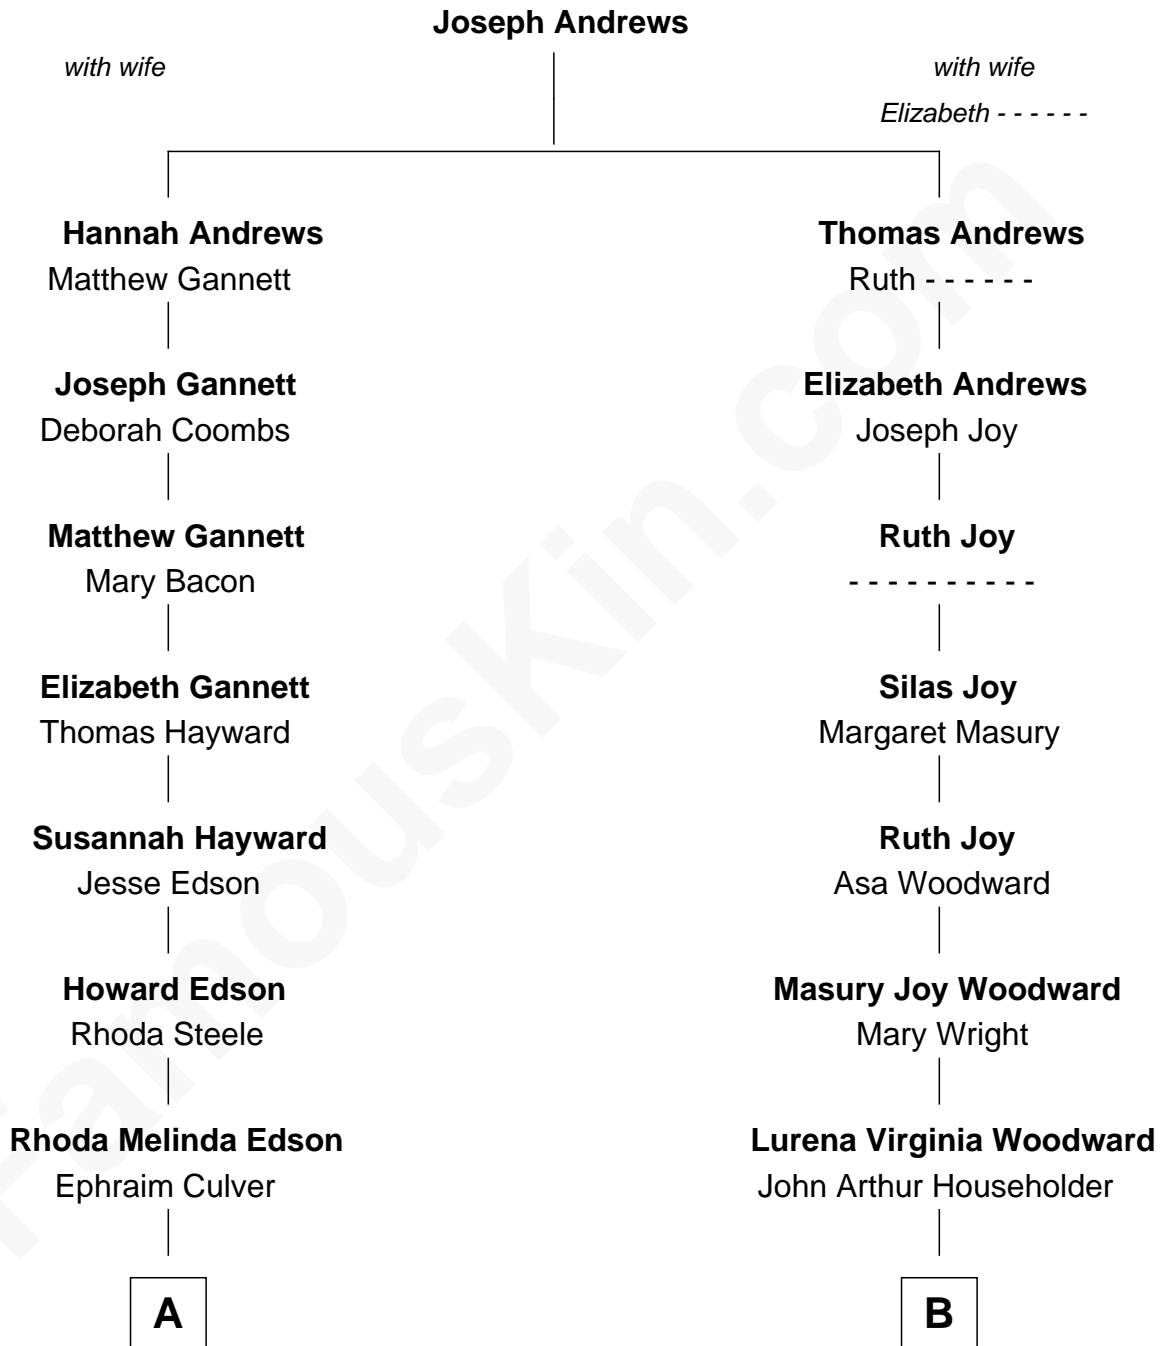 Joseph Andrews
with wife
with wife
Elizabeth - - - - - -
Hannah Andrews
Matthew Gannett
Thomas Andrews
Ruth - - - - - -
Joseph Gannett
Deborah Coombs
Elizabeth Andrews
Joseph Joy
Matthew Gannett
Mary Bacon
Ruth Joy
- - - - - - - - - -
Elizabeth Gannett
Thomas Hayward
Silas Joy
Margaret Masury
Susannah Hayward
Jesse Edson
Ruth Joy
Asa Woodward
Howard Edson
Rhoda Steele
Masury Joy Woodward
Mary Wright
Rhoda Melinda Edson
Ephraim Culver
Lurena Virginia Woodward
John Arthur Householder
A
B
FamousKin.com